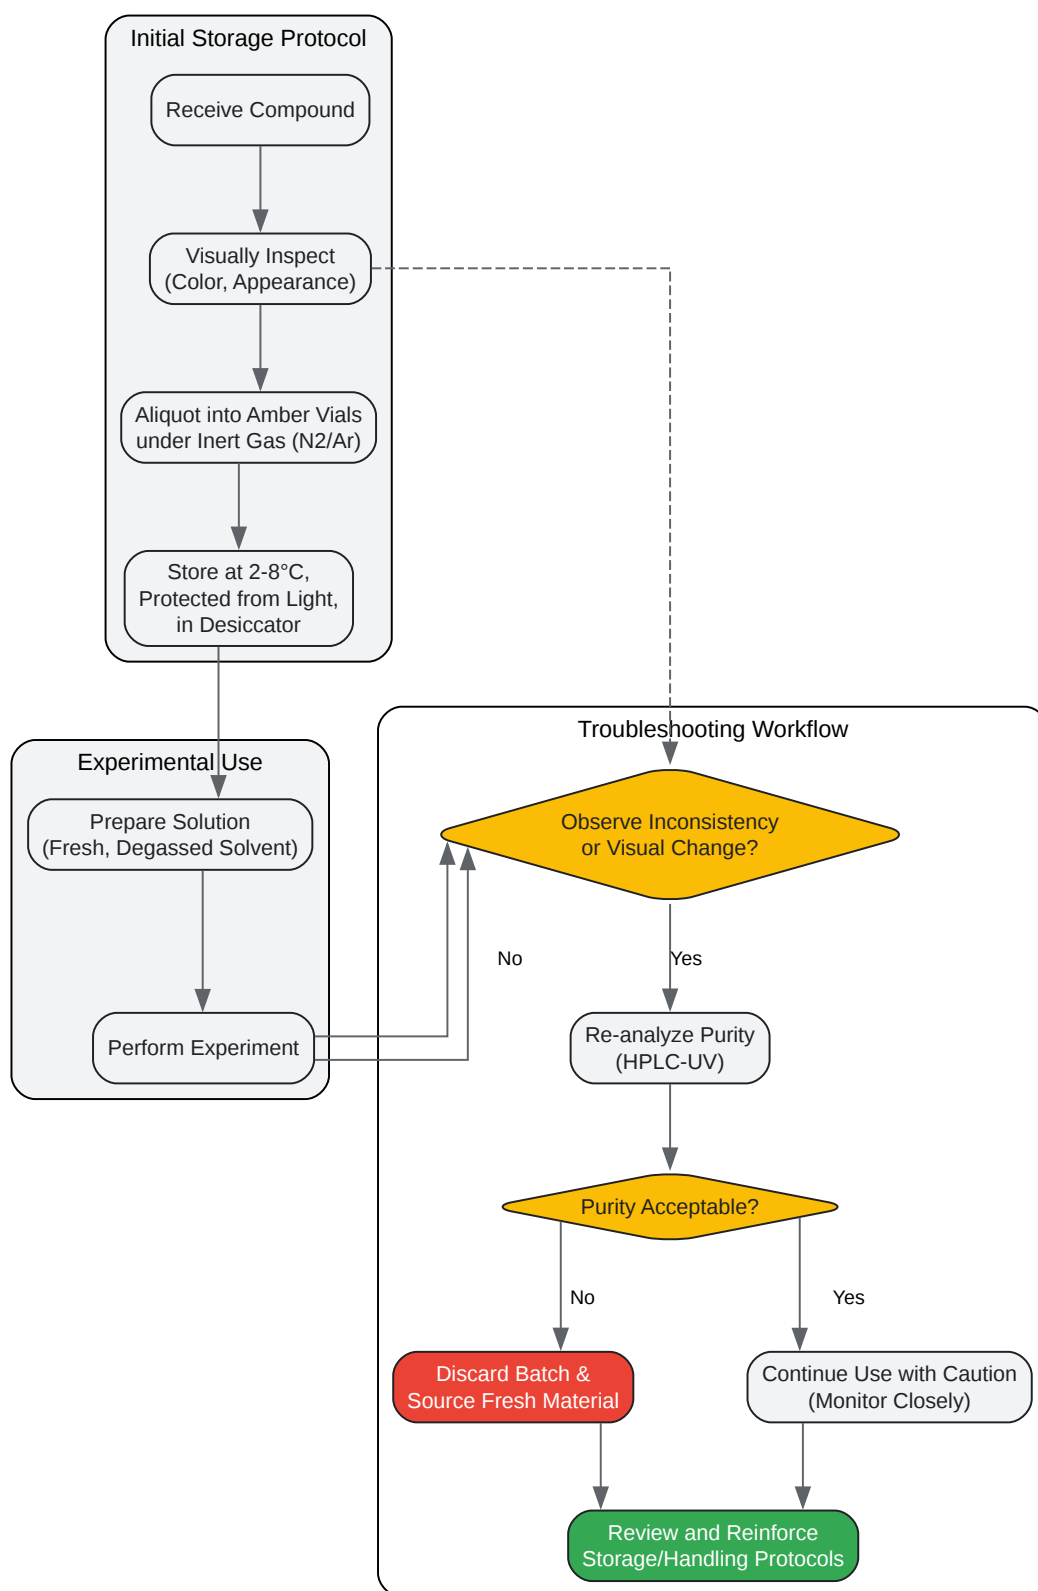 Initial Storage Protocol
Receive Compound
Visually Inspect
(Color, Appearance)
Aliquot into Amber Vials
under Inert Gas (N2/Ar)
Store at 2-8°C,
Protected from Light,
in Desiccator
Experimental Use
Prepare Solution
(Fresh, Degassed Solvent)
Perform Experiment
Troubleshooting Workflow
Observe Inconsistency
or Visual Change?
No
Yes
Re-analyze Purity
(HPLC-UV)
Purity Acceptable?
No
Yes
Discard Batch &
Source Fresh Material
Continue Use with Caution
(Monitor Closely)
Review and Reinforce
Storage/Handling Protocols